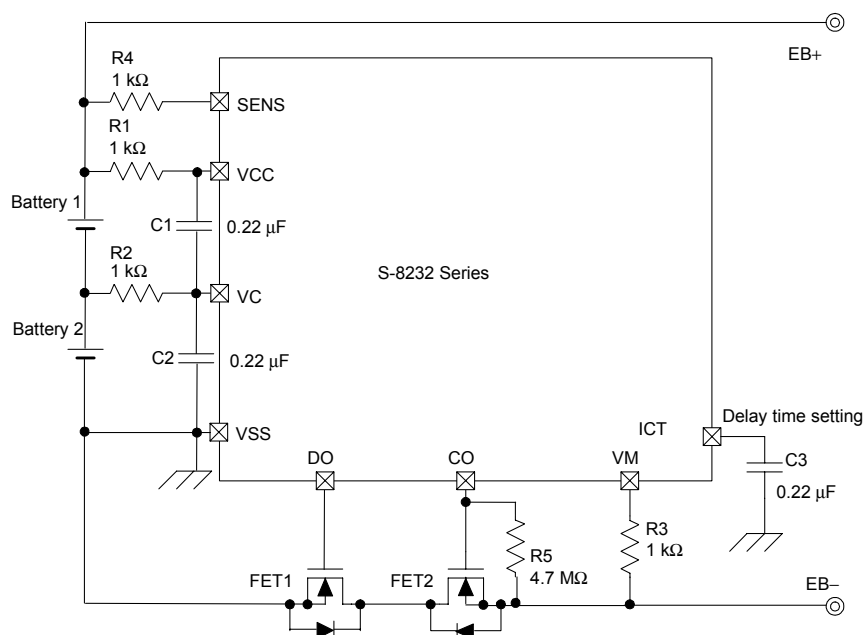 EB+
R4
1 kΩ
SENS
R1
1 kΩ
VCC
Battery 1
C1
0.22 μF
R2
1 kΩ
S-8232 Series
VC
Battery 2
C2
0.22 μF
VSS
ICT
Delay time setting
DO
CO
VM
C3
0.22 μF
R3
1 kΩ
R5
4.7 MΩ
FET1
FET2
EB−